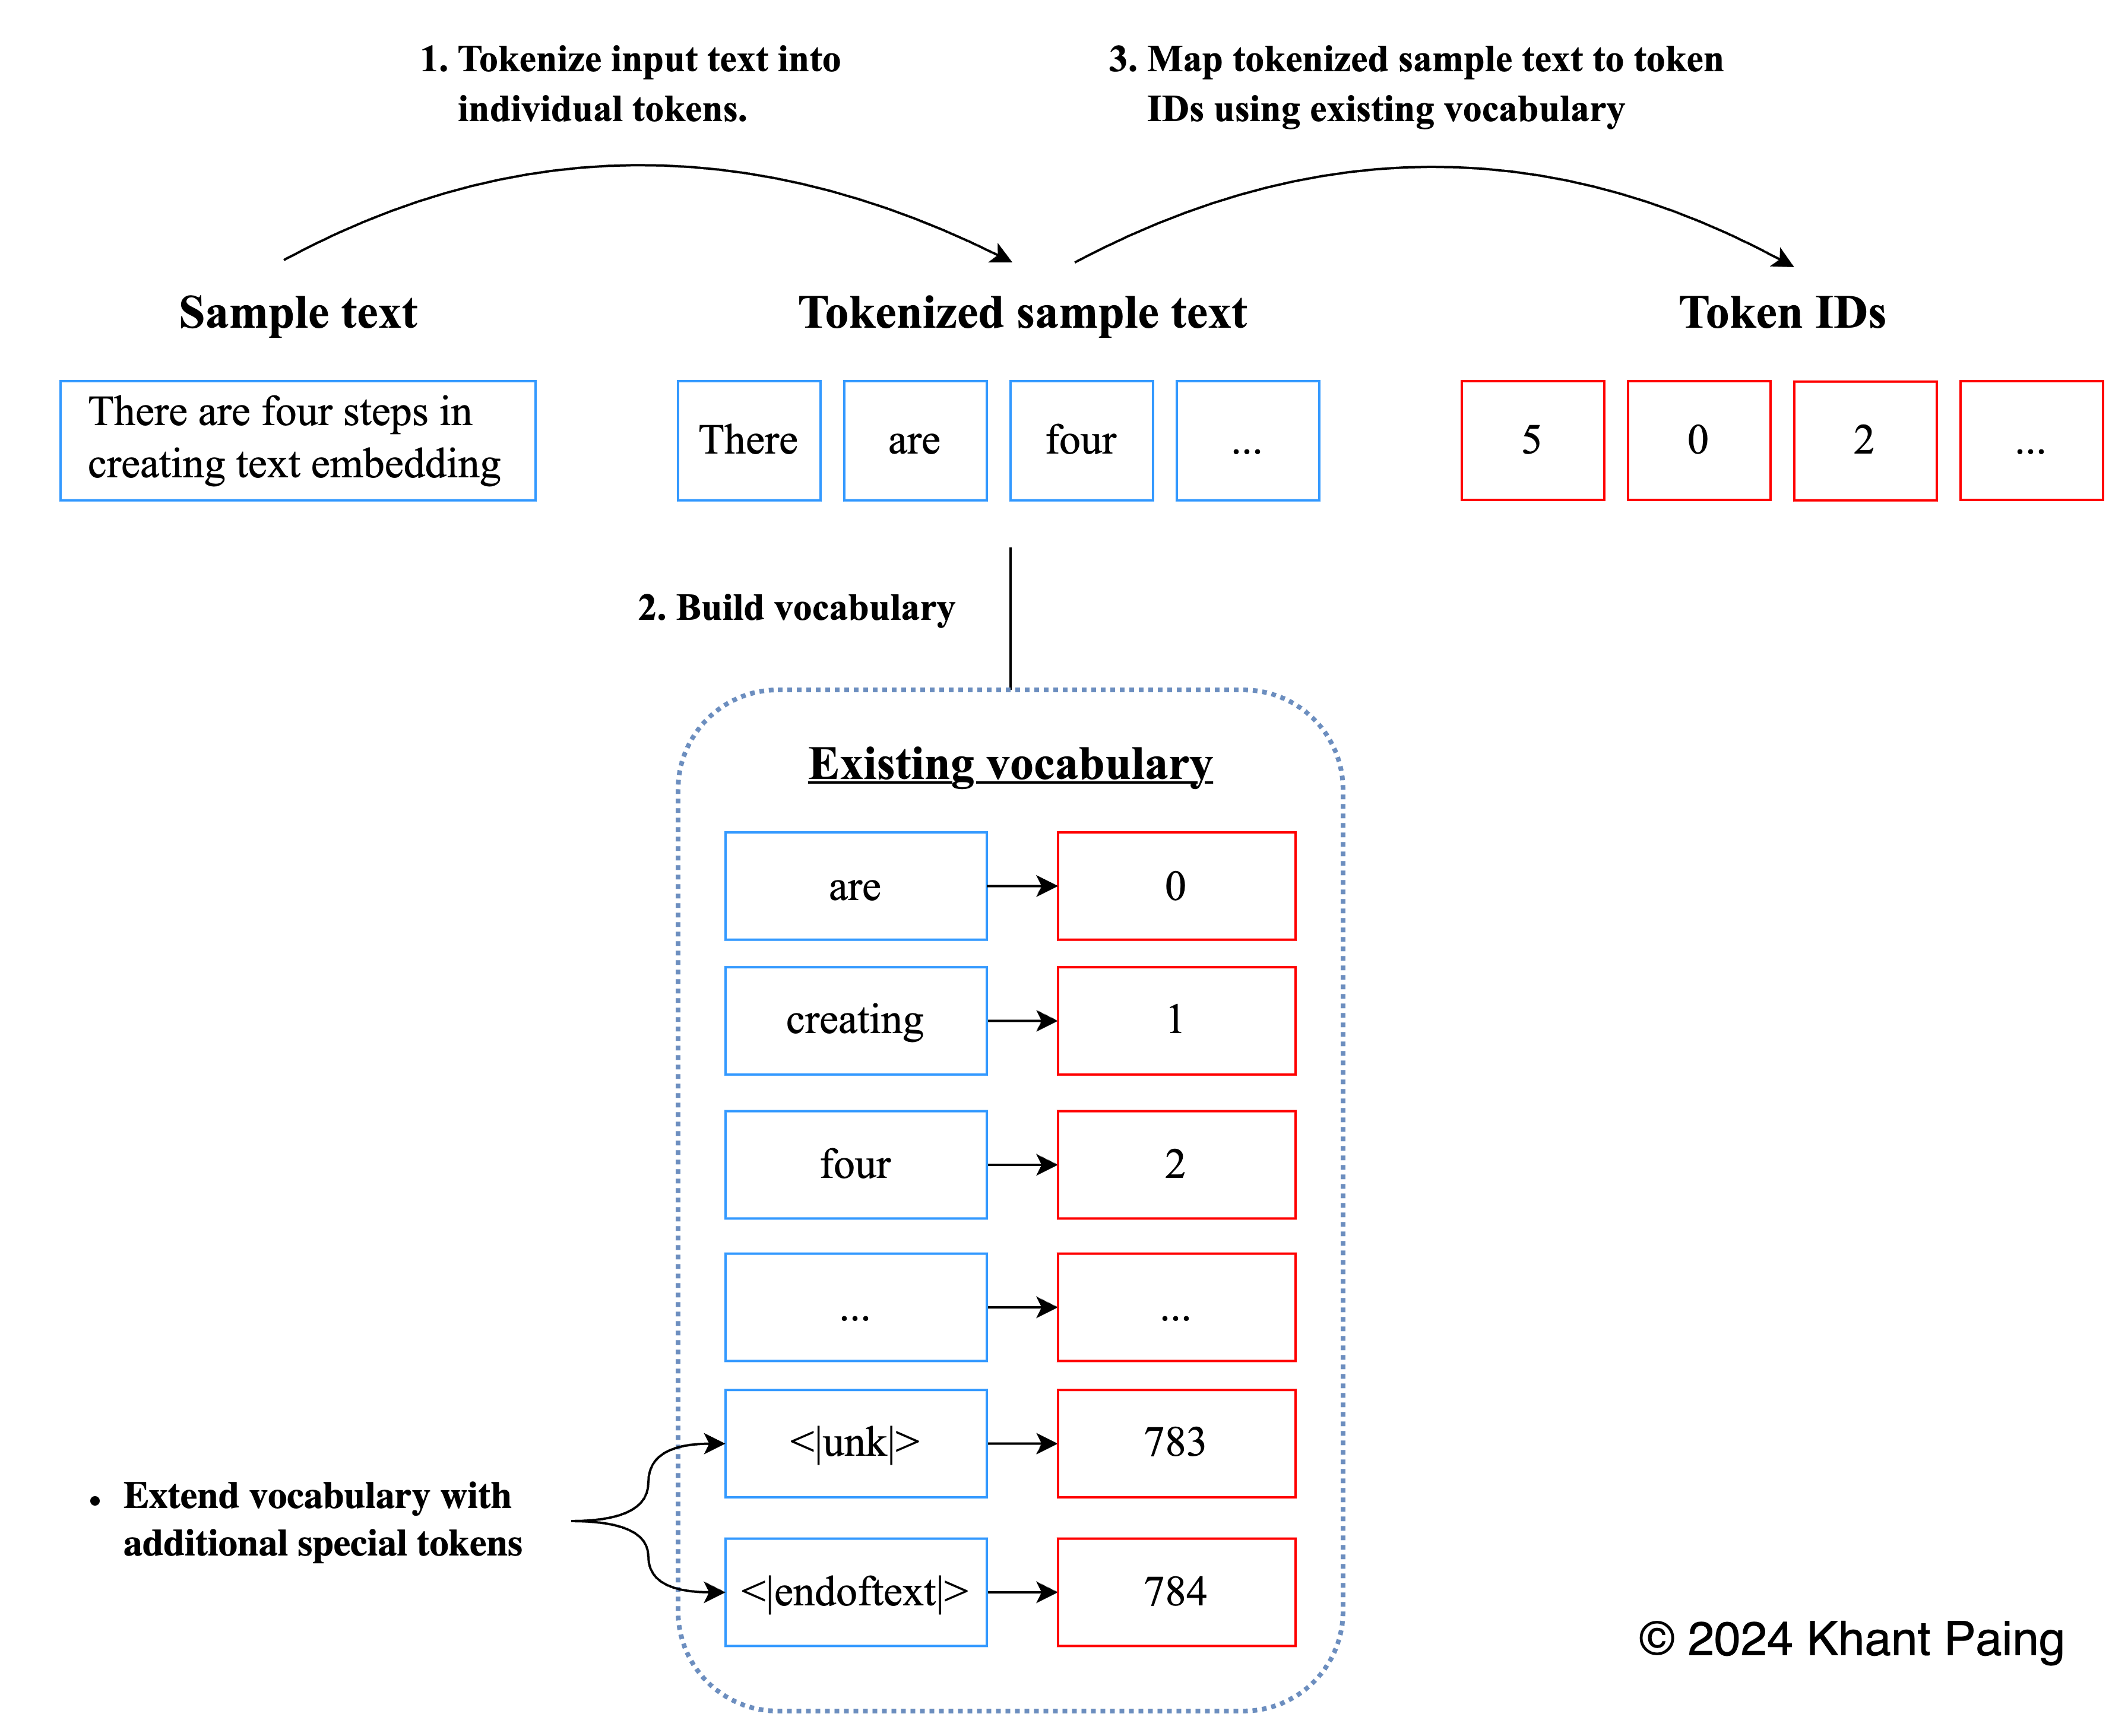 1. Tokenize input text into
individual tokens.
3. Map tokenized sample text to token
IDs using existing vocabulary
Sample text
Tokenized sample text
Token IDs
There are four steps in
creating text embedding
There
are
four
...
5
0
2
...
2. Build vocabulary
Existing vocabulary
are
0
creating
1
four
2
...
...
<|unk|>
783
• Extend vocabulary with
additional special tokens
<|endoftext|>
784
© 2024 Khant Paing